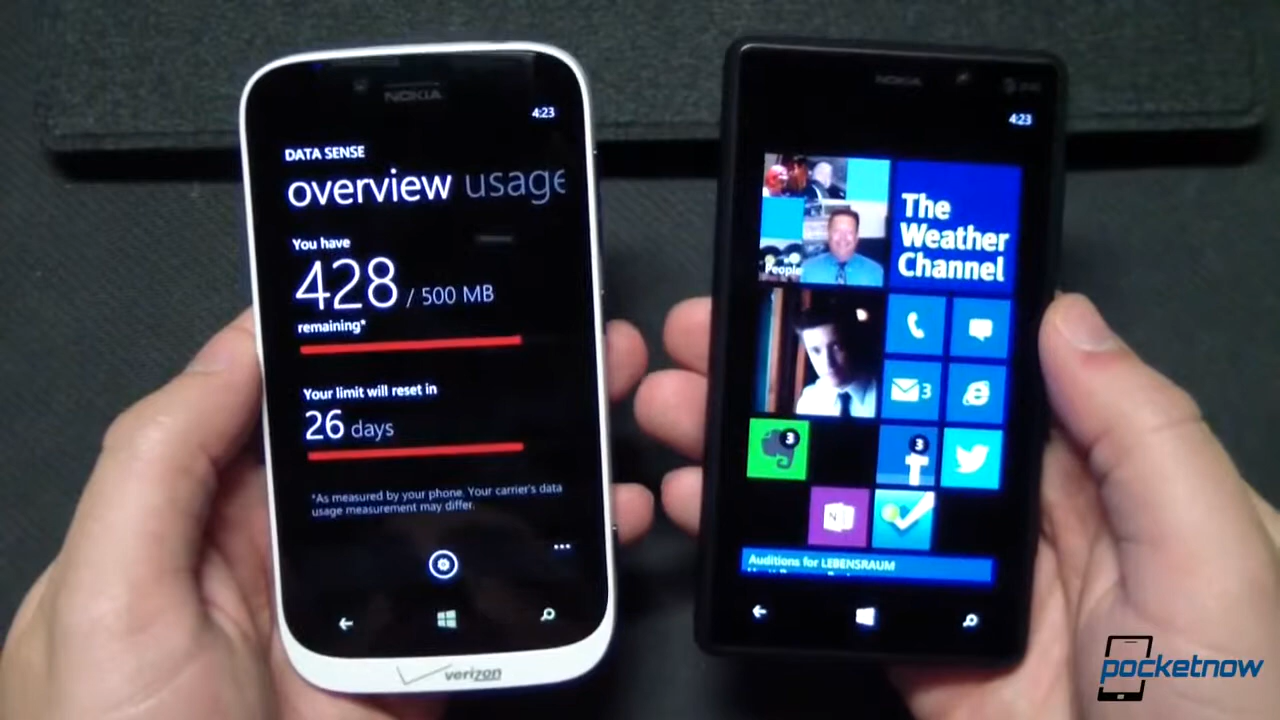 NOKIA
4:23
DATA SENSE
overview usage
You have
428 / 500 MB
remaining*
Your limit will reset in
26 days
*As measured by your phone. Your carrier's data
usage measurement may differ.
verizon
NOKIA
4:23
People
The
Weather
Channel
3
3
3
f
N
Auditions for LEBENSRAUM
pocketnow